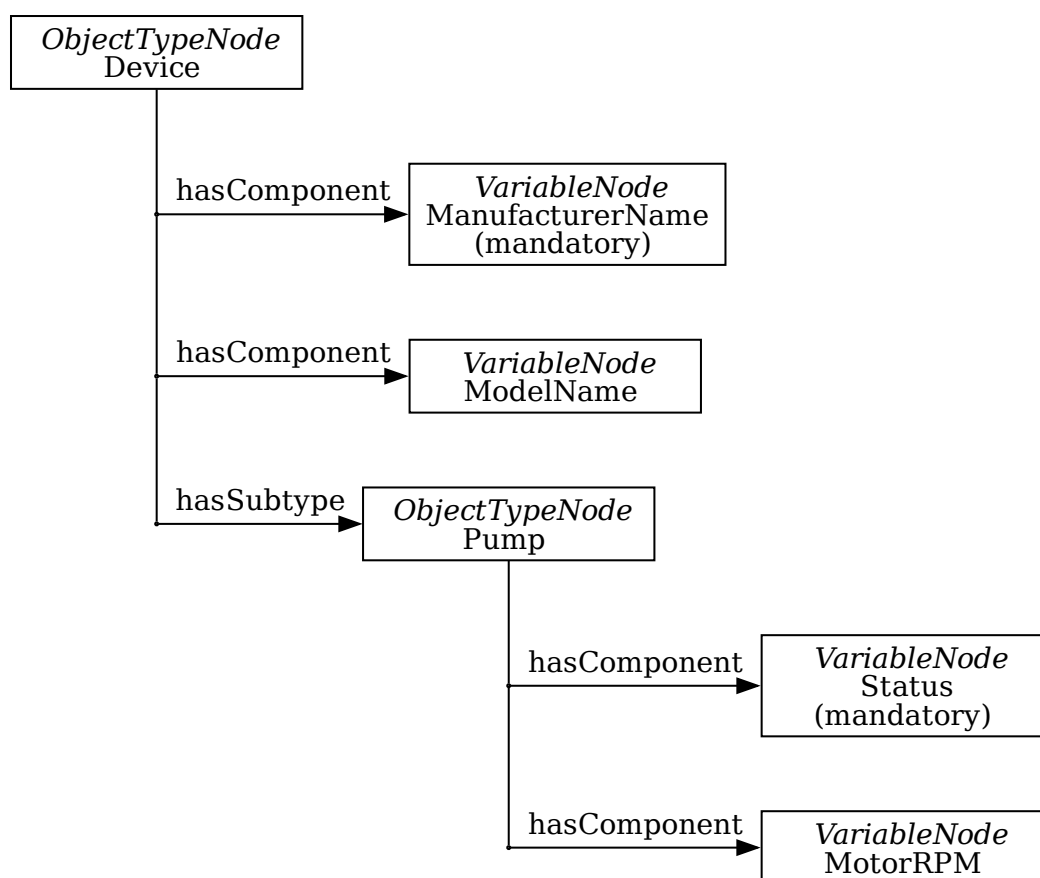 ObjectTypeNode
Device
hasComponent
VariableNode
ManufacturerName
(mandatory)
hasComponent
VariableNode
ModelName
hasSubtype
ObjectTypeNode
Pump
hasComponent
VariableNode
Status
(mandatory)
hasComponent
VariableNode
MotorRPM